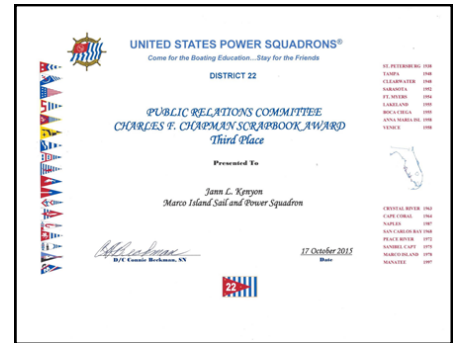 UNITED STATES POWER SQUADRONS®
Come for the Boating Education...Stay for the Friends
DISTRICT 22
PUBLIC RELATIONS COMMITTEE
CHARLES F. CHAPMAN SCRAPBOOK AWARD
Third Place
Presented To
Jann L. Kenyon
Marco Island Sail and Power Squadron
D/C Connie Beckman, SN
17 October 2015
Date
22
ST. PETERSBURG 1938
TAMPA 1940
CLEARWATER 1948
SARASOTA 1952
FT. MYERS 1954
LAKELAND 1955
BOCA CIEGA 1955
ANNA MARIA ISL 1958
VENICE 1958
CRYSTAL RIVER 1963
CAPE CORAL 1964
NAPLES 1967
SAN CARLOS BAY 1968
PEACE RIVER 1972
SANIBEL CAPT 1975
MARCO ISLAND 1978
MANATEE 1997